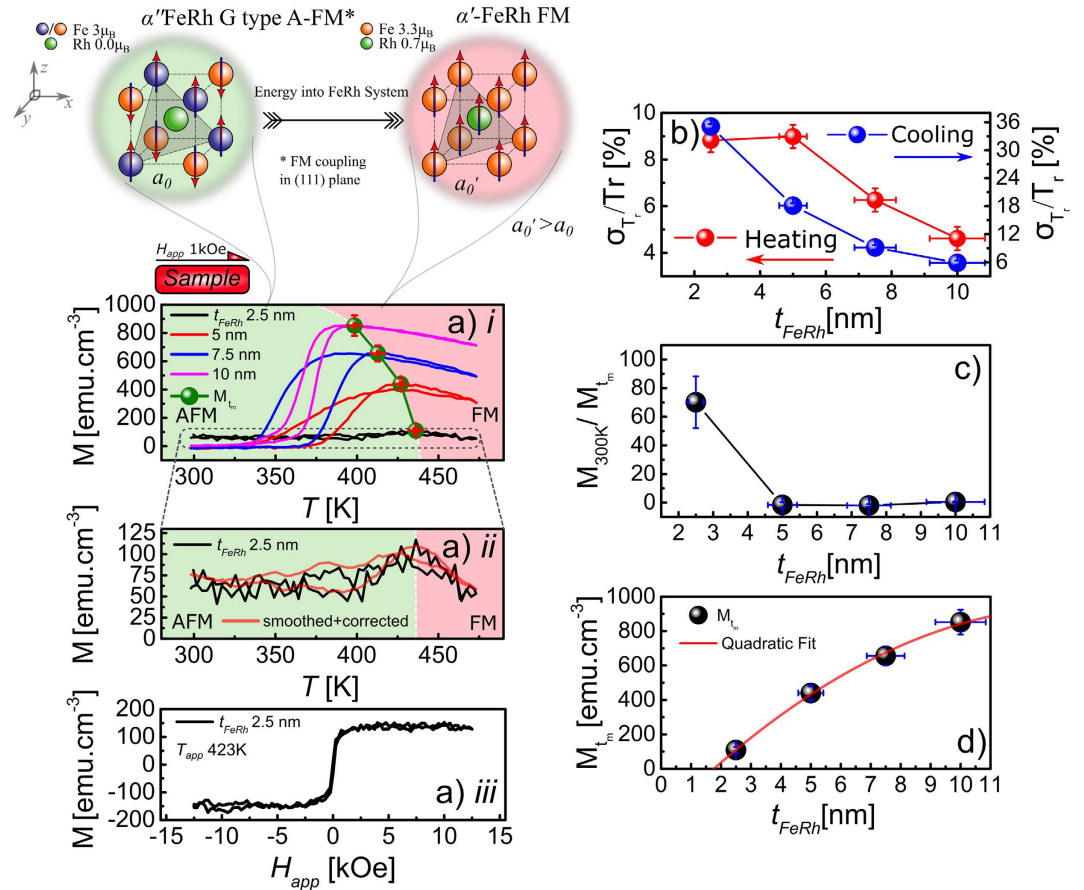 α''FeRh G type A-FM*
Fe 3μB
Rh 0.0μB
z
x
y
a0
Energy into FeRh System
* FM coupling
in (111) plane
α'-FeRh FM
Fe 3.3μB
Rh 0.7μB
a0'
a0'>a0
Happ 1kOe
Sample
1000
800
600
400
200
0
M [emu.cm-3]
tFeRh 2.5 nm
5 nm
7.5 nm
10 nm
Mtm
AFM
FM
a) i
300 350 400 450
T [K]
125
100
75
50
25
0
M [emu.cm-3]
tFeRh 2.5 nm
a) ii
AFM
smoothed+corrected
FM
300 350 400 450
T [K]
200
100
0
-100
-200
M [emu.cm-3]
tFeRh 2.5 nm
Tapp 423K
a) iii
-15 -10 -5 0 5 10 15
Happ [kOe]
b)
10
8
6
4
σTr/Tr [%]
Cooling
Heating
36
30
24
18
12
6
σTr/Tr [%]
2 4 6 8 10
tFeRh[nm]
c)
100
80
60
40
20
0
M300K/ Mtm
2 3 4 5 6 7 8 9 10 11
tFeRh[nm]
1000
800
600
400
200
0
Mtm [emu.cm-3]
Mtm
Quadratic Fit
d)
0 1 2 3 4 5 6 7 8 9 10 11
tFeRh[nm]